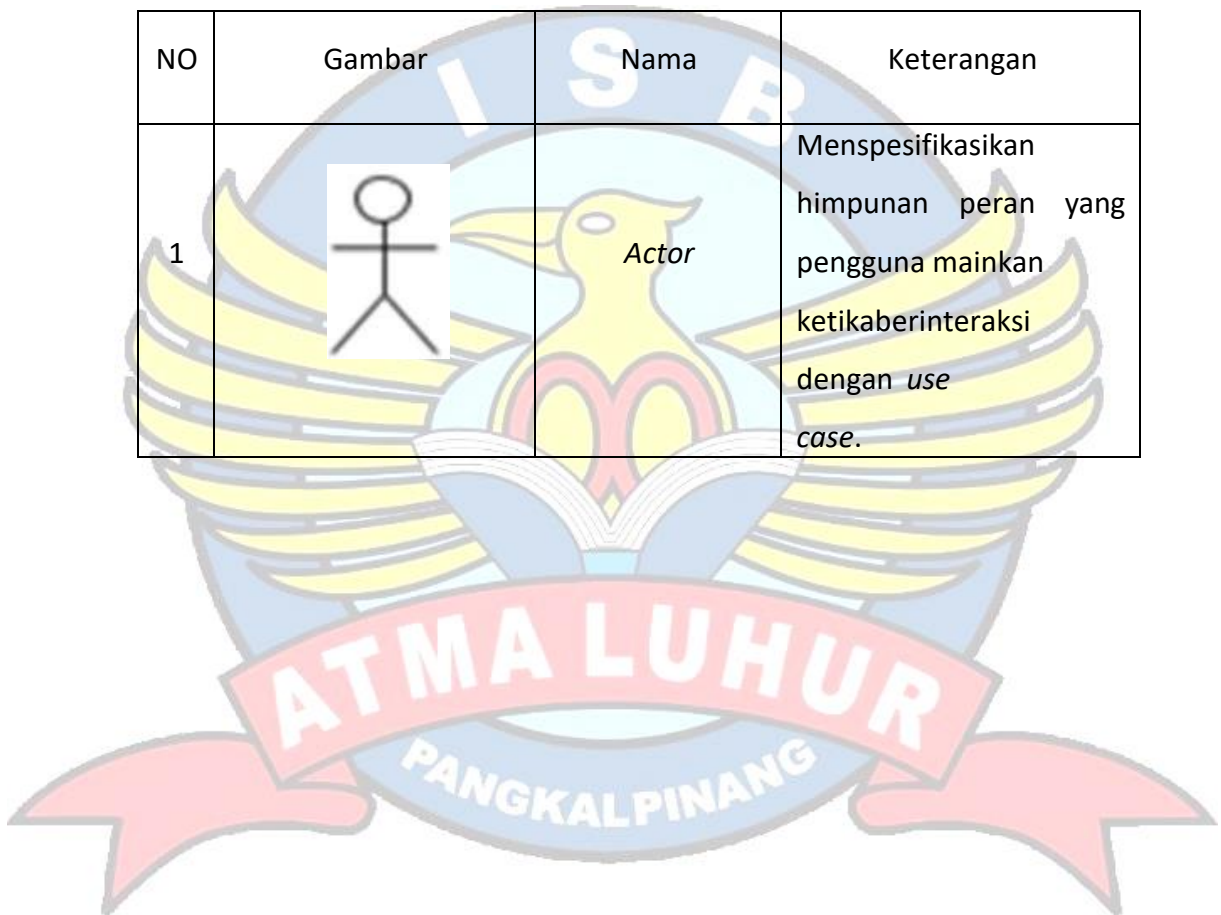 NO Gambar Nama Keterangan
1 Actor Menspesifikasikan
himpunan peran yang
pengguna mainkan
ketikaberinteraksi
dengan use
case.
I S B
ATMA LUHUR
PANGKALPINANG